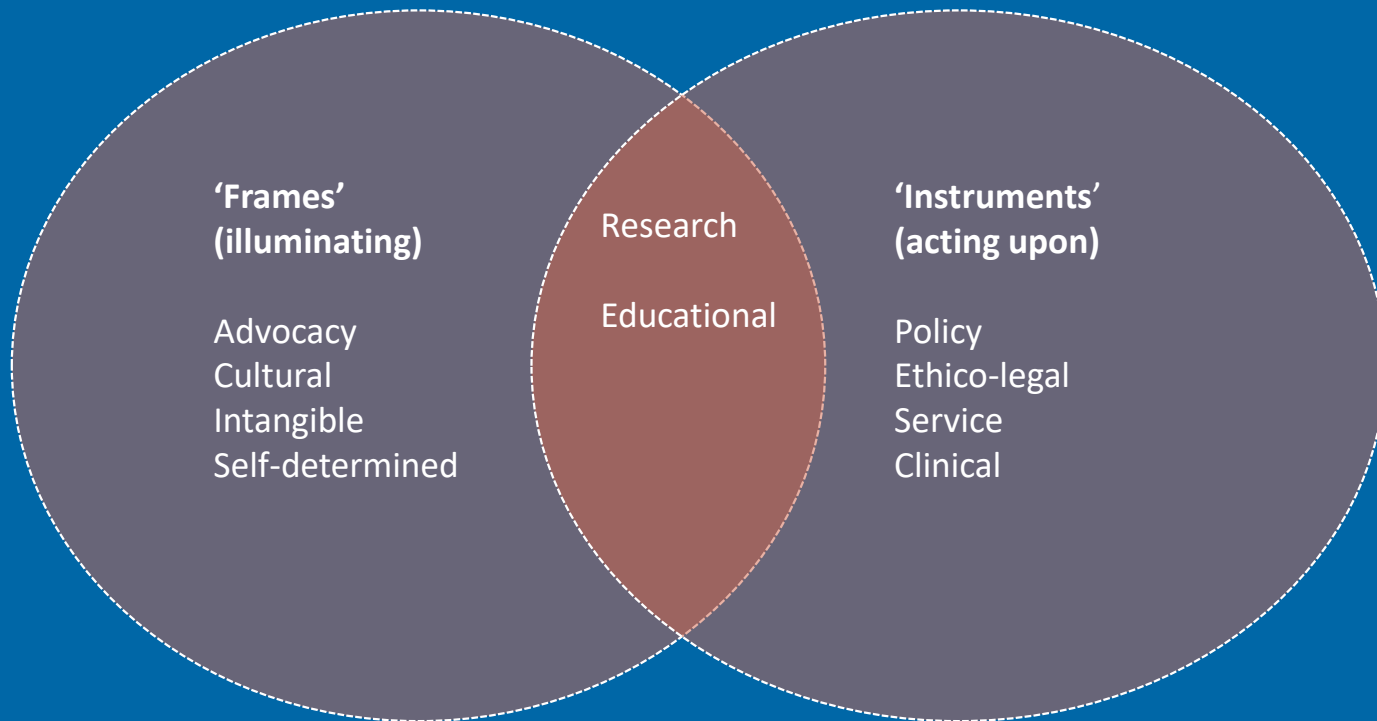 ‘Frames’
(illuminating)
Advocacy
Cultural
Intangible
Self-determined
Research
Educational
‘Instruments’
(acting upon)
Policy
Ethico-legal
Service
Clinical